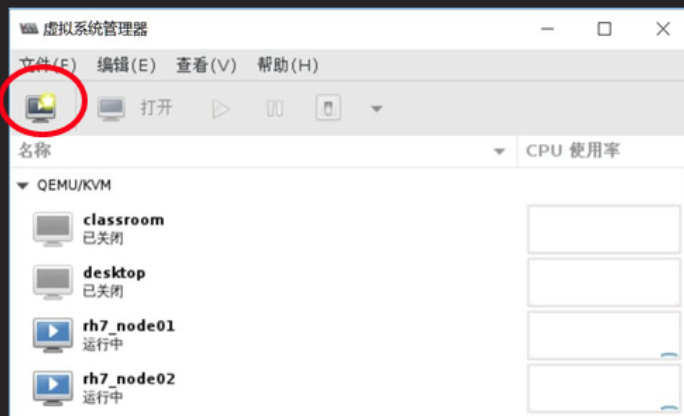 虚拟系统管理器
文件(F) 编辑(E) 查看(V) 帮助(H)
打开
名称 CPU 使用率
QEMU/KVM
classroom
已关闭
desktop
已关闭
rh7_node01
运行中
rh7_node02
运行中